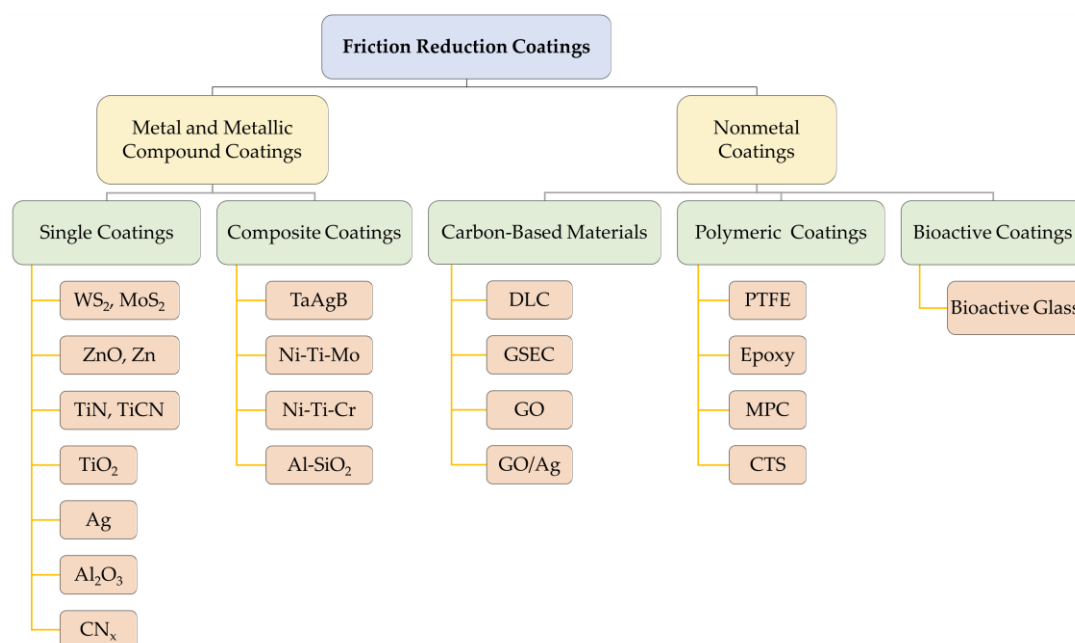 Friction Reduction Coatings
Metal and Metallic
Compound Coatings
Nonmetal
Coatings
Single Coatings
Composite Coatings
Carbon-Based Materials
Polymeric Coatings
Bioactive Coatings
WS₂, MoS₂
ZnO, Zn
TiN, TiCN
TiO₂
Ag
Al₂O₃
CNₓ
TaAgB
Ni-Ti-Mo
Ni-Ti-Cr
Al-SiO₂
DLC
GSEC
GO
GO/Ag
PTFE
Epoxy
MPC
CTS
Bioactive Glass